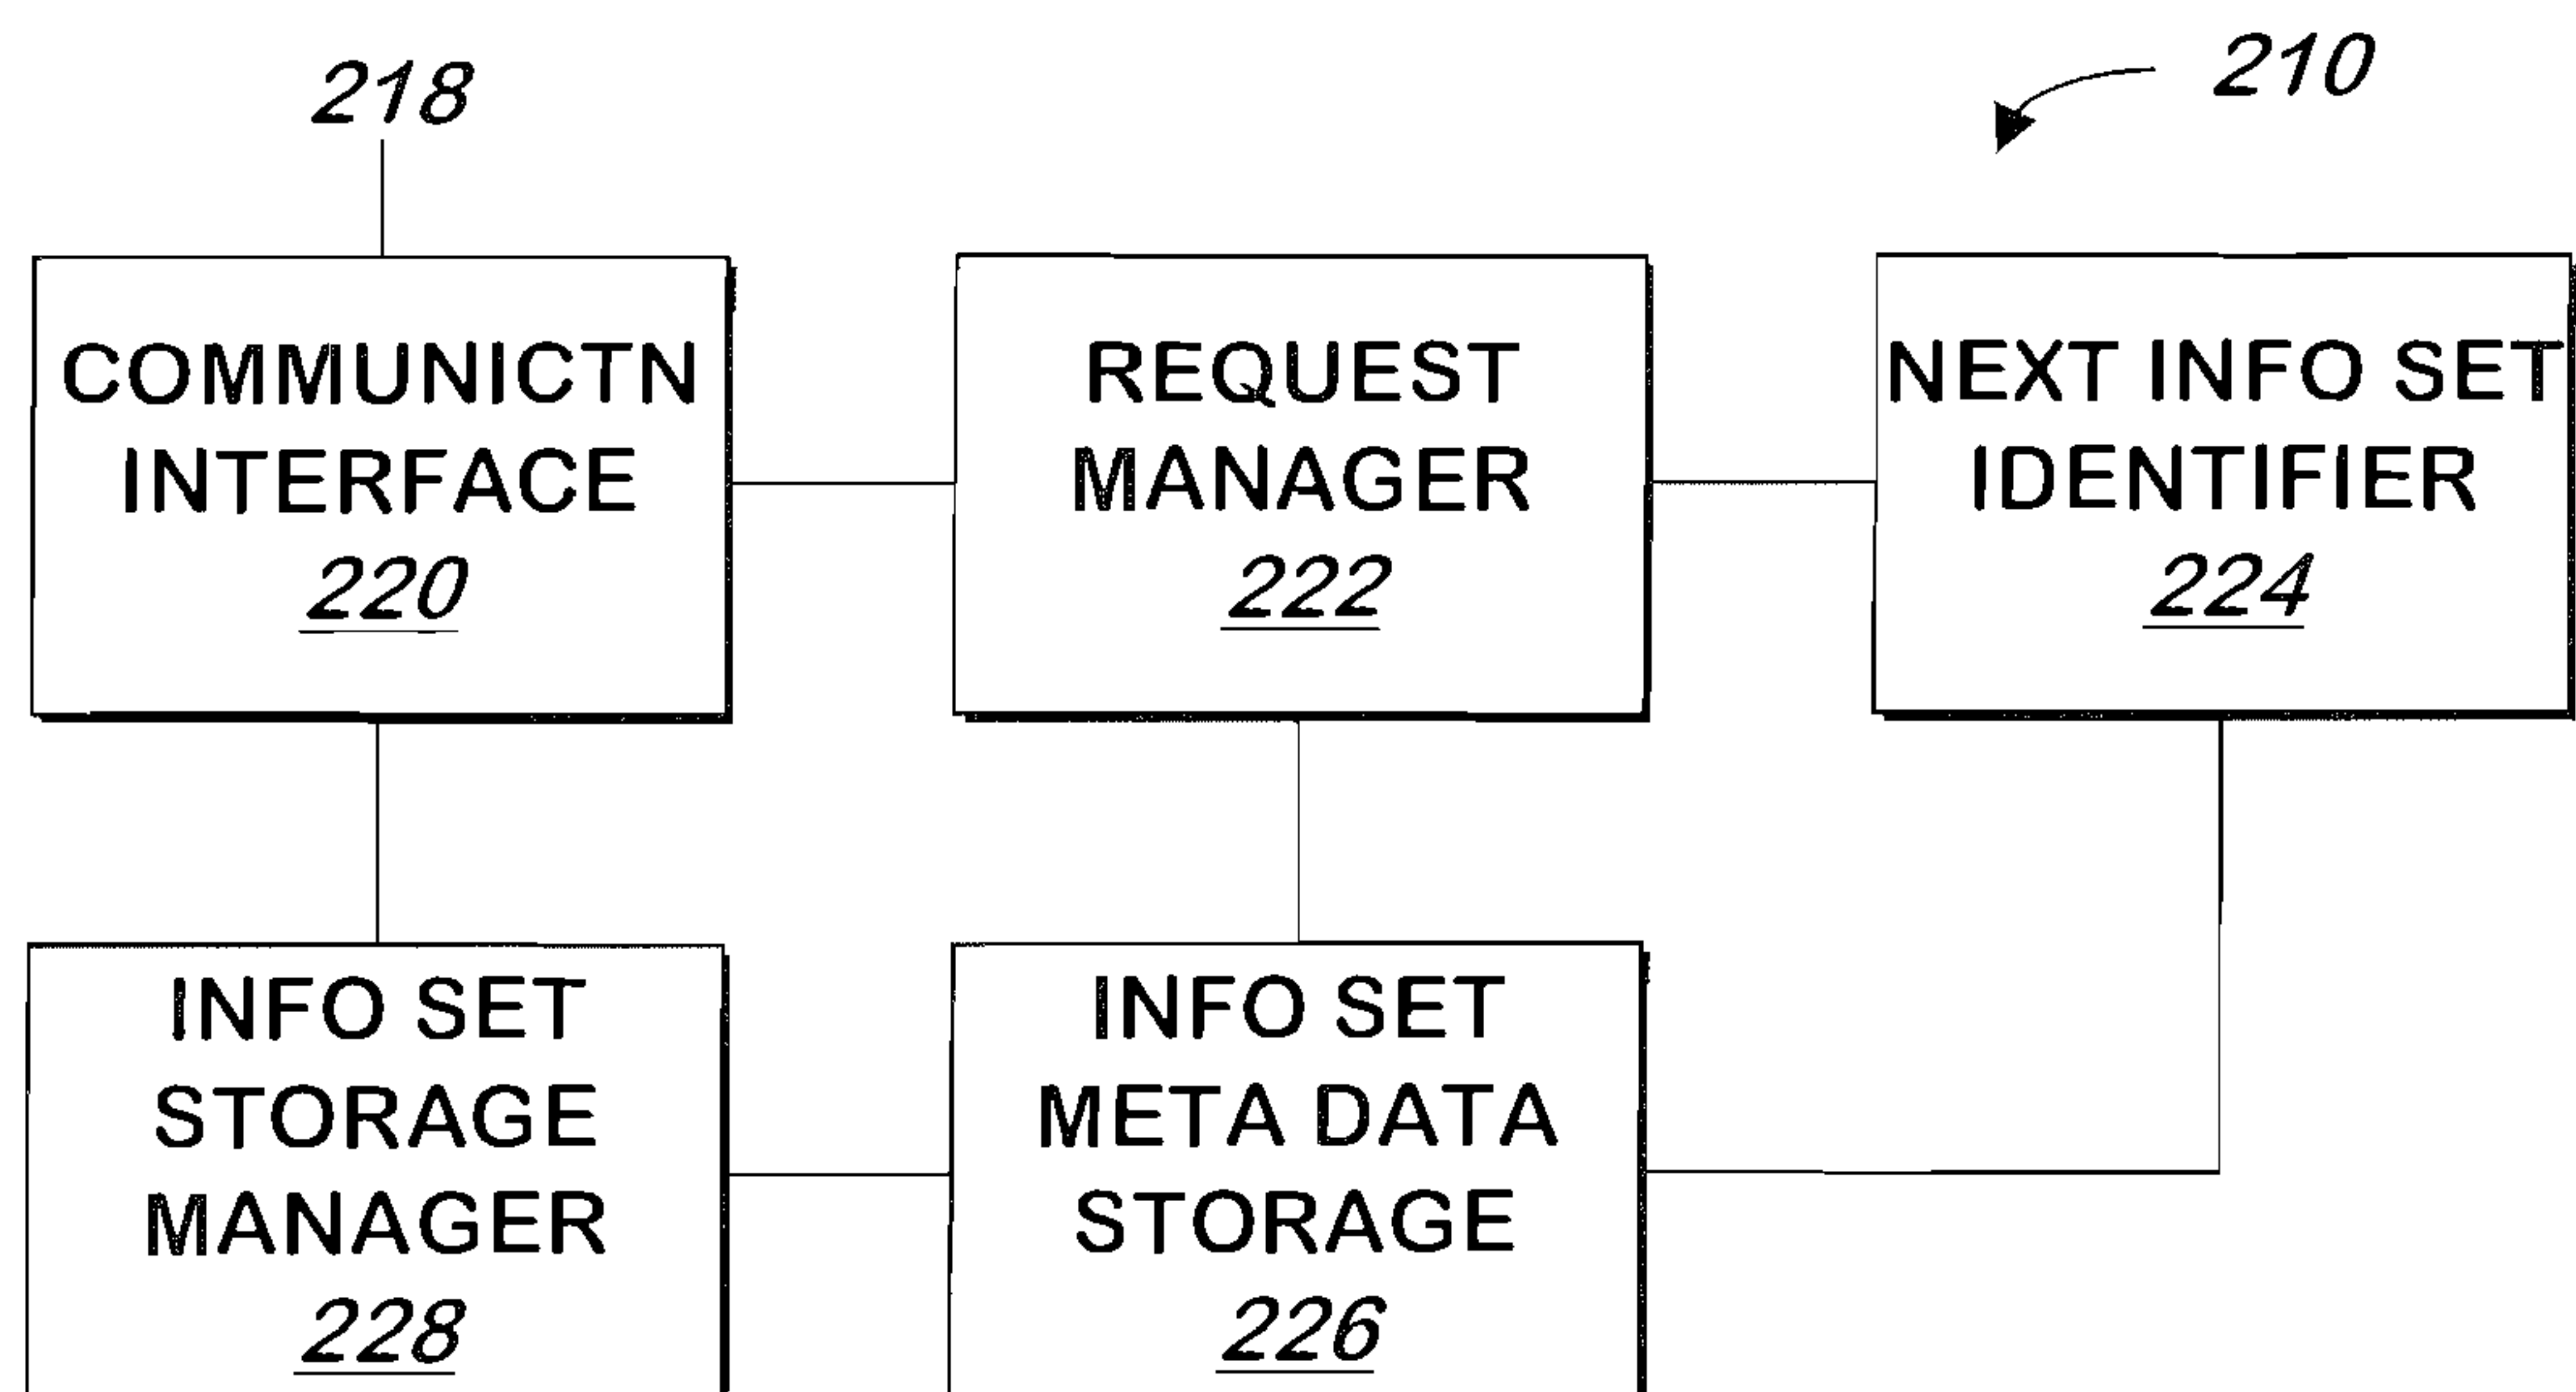 218
210
COMMUNICTN
INTERFACE
220
REQUEST
MANAGER
222
NEXT INFO SET
IDENTIFIER
224
INFO SET
STORAGE
MANAGER
228
INFO SET
META DATA
STORAGE
226